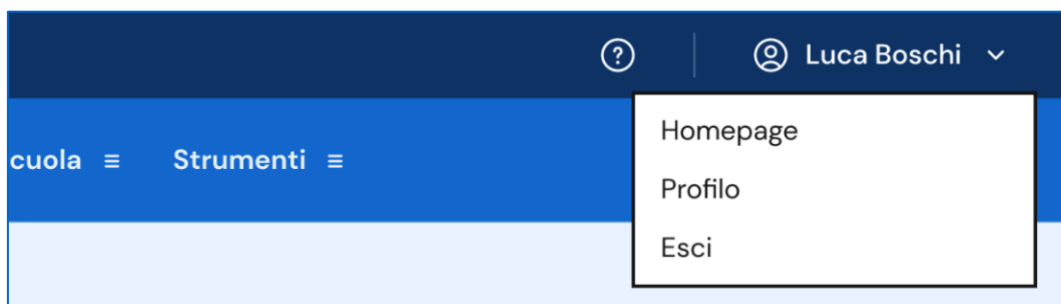 Luca Boschi
cuola Strumenti
Homepage
Profilo
Esci